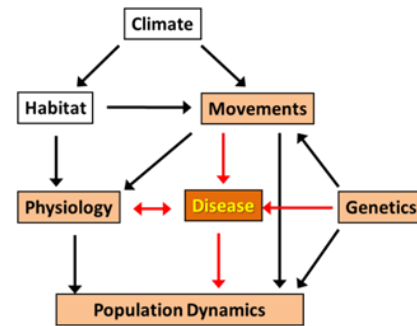 Climate
Habitat
Movements
Physiology
Disease
Genetics
Population Dynamics